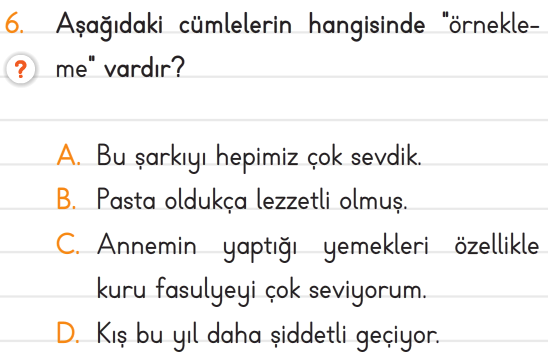 6. Aşağıdaki cümlelerin hangisinde "örnekle-
? me" vardır?
A. Bu şarkıyı hepimiz çok sevdik.
B. Pasta oldukça lezzetli olmuş.
C. Annemin yaptığı yemekleri özellikle
kuru fasulyeyi çok seviyorum.
D. Kış bu yıl daha şiddetli geçiyor.